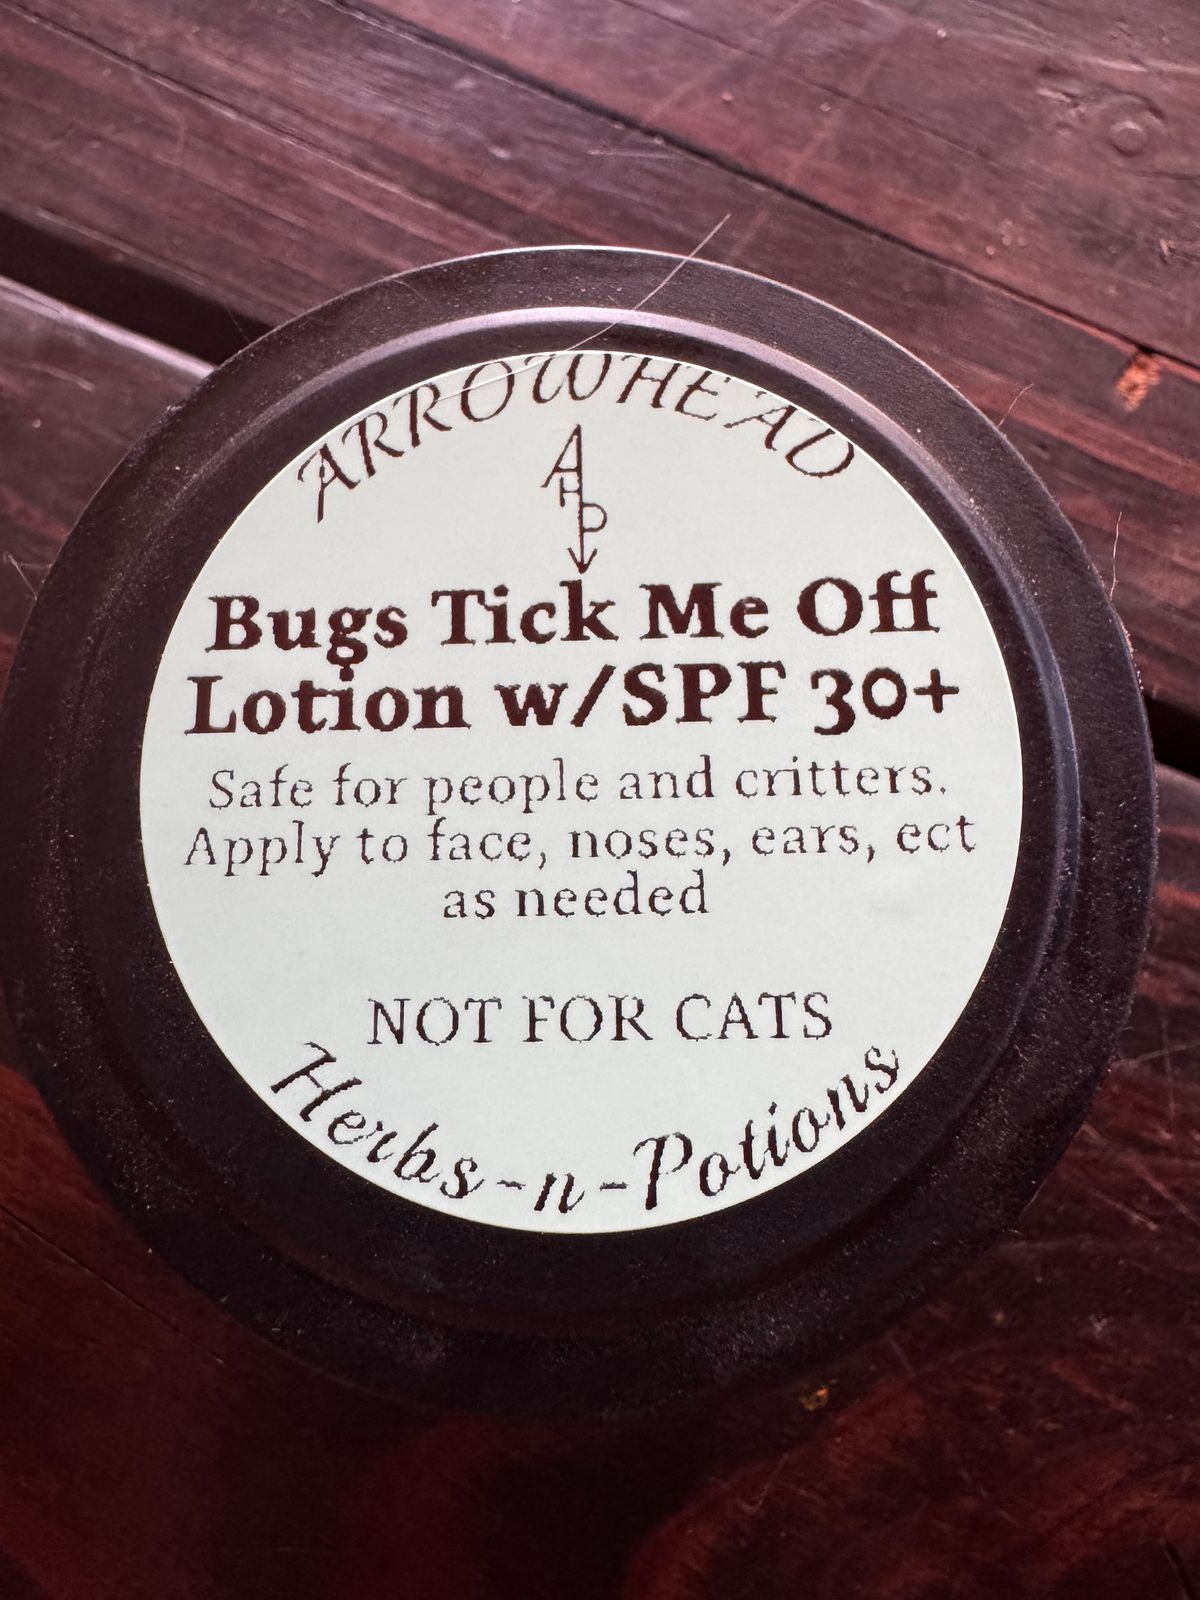 ARROWHEAD
AHP
Bugs Tick Me Off
Lotion w/SPF 30+
Safe for people and critters.
Apply to face, noses, ears, ect
as needed
NOT FOR CATS
Herbs-n-Potions